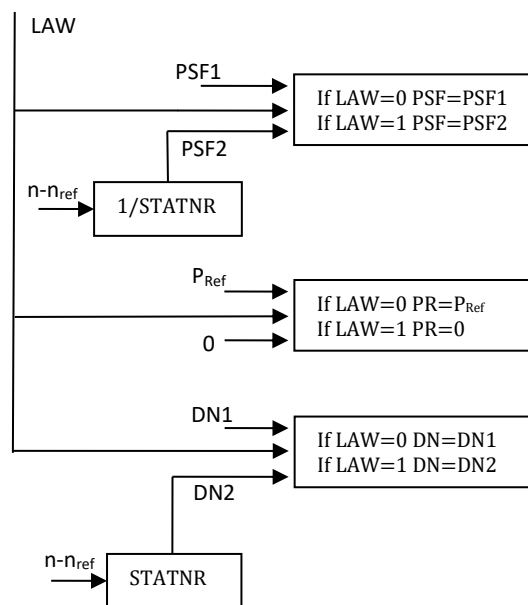 LAW
PSF1
If LAW=0 PSF=PSF1
If LAW=1 PSF=PSF2
PSF2
n-nref
1/STATNR
PRef
If LAW=0 PR=PRef
If LAW=1 PR=0
0
DN1
If LAW=0 DN=DN1
If LAW=1 DN=DN2
DN2
n-nref
STATNR